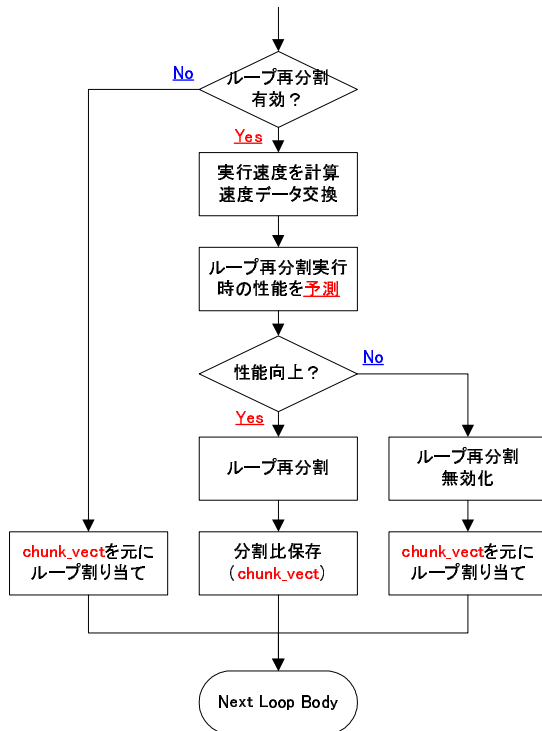 No
ループ再分割
有効？
Yes
実行速度を計算
速度データ交換
ループ再分割実行
時の性能を予測
性能向上？
No
Yes
ループ再分割
ループ再分割
無効化
chunk_vectを元に
ループ割り当て
分割比保存
(chunk_vect)
chunk_vectを元に
ループ割り当て
Next Loop Body